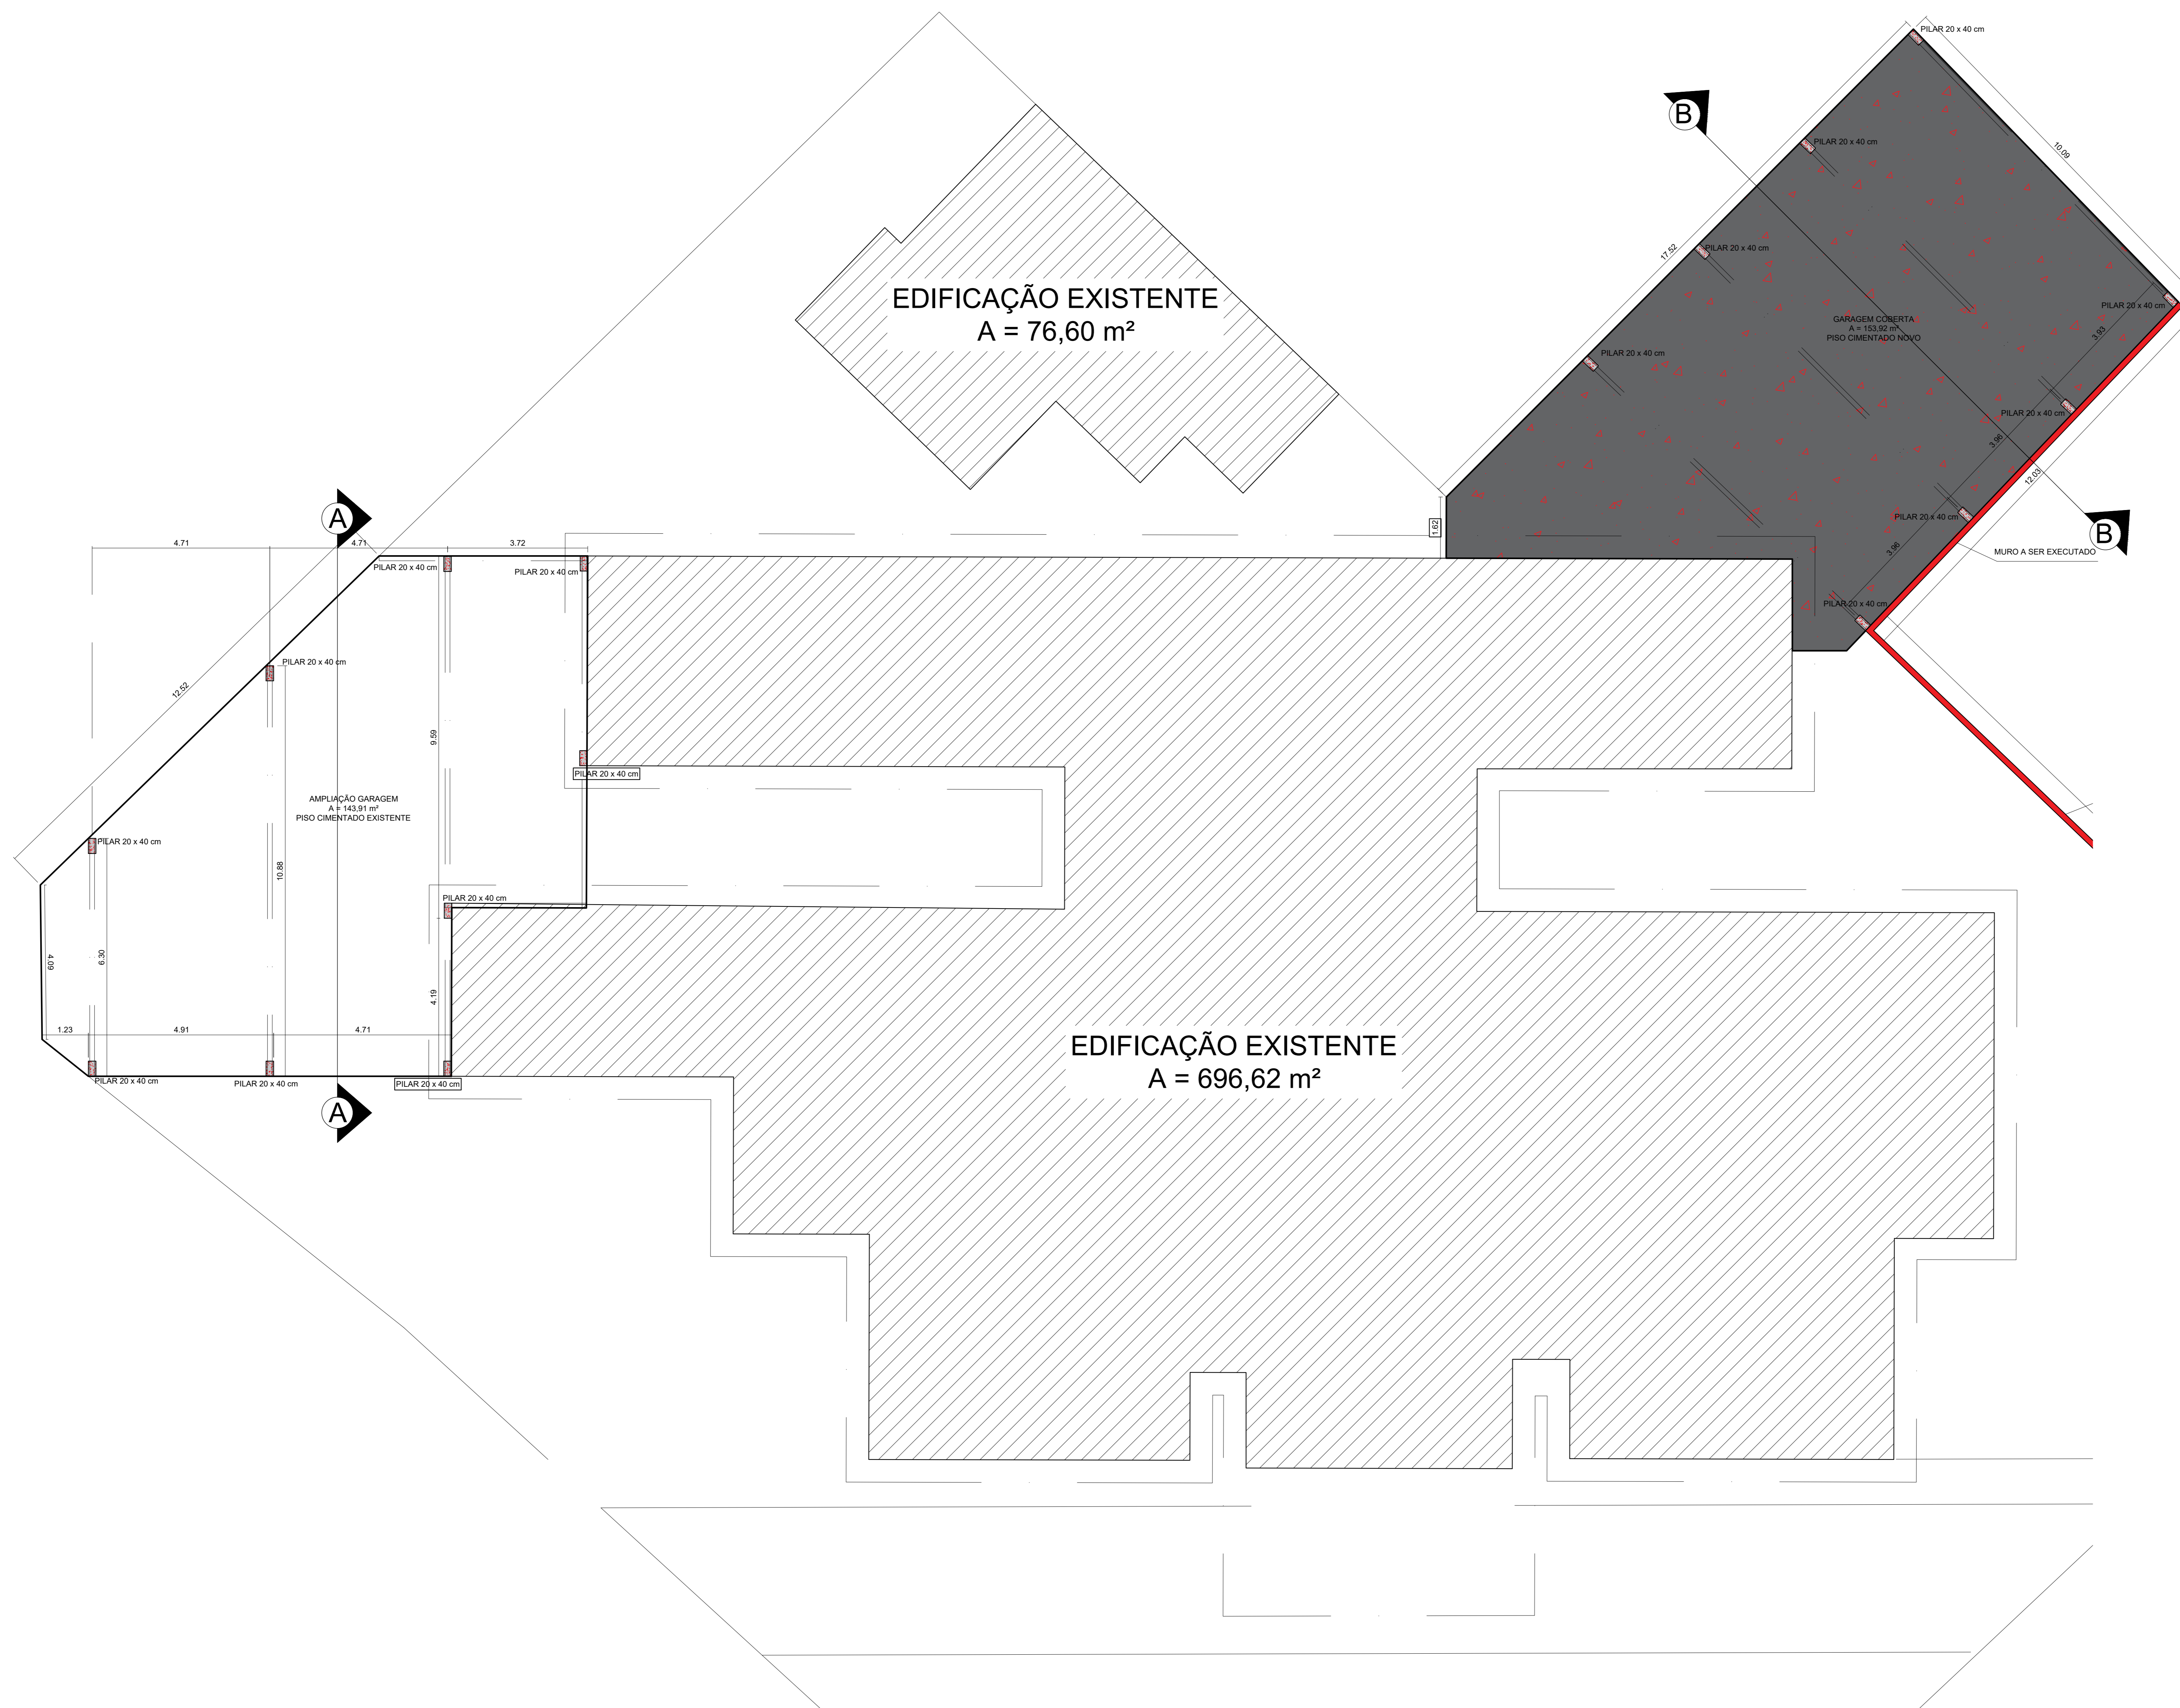 PILAR 20 x 40 cm
B
10.09
PILAR 20 x 40 cm
17.52
PILAR 20 x 40 cm
EDIFICAÇÃO EXISTENTE
A = 76,60 m²
PILAR 20 x 40 cm
GARAGEM COBERTA
A = 153,92 m²
PISO CIMENTADO NOVO
3.93
PILAR 20 x 40 cm
PILAR 20 x 40 cm
3.96
12.03
A
1.62
PILAR 20 x 40 cm
B
4.71
4.71
3.72
3.96
MURO A SER EXECUTADO
PILAR 20 x 40 cm
PILAR 20 x 40 cm
PILAR 20 x 40 cm
PILAR 20 x 40 cm
12.52
9.59
PILAR 20 x 40 cm
AMPLIAÇÃO GARAGEM
A = 143,91 m²
PISO CIMENTADO EXISTENTE
PILAR 20 x 40 cm
10.88
PILAR 20 x 40 cm
4.09
6.30
4.19
1.23
4.91
4.71
EDIFICAÇÃO EXISTENTE
A = 696,62 m²
PILAR 20 x 40 cm
PILAR 20 x 40 cm
PILAR 20 x 40 cm
A